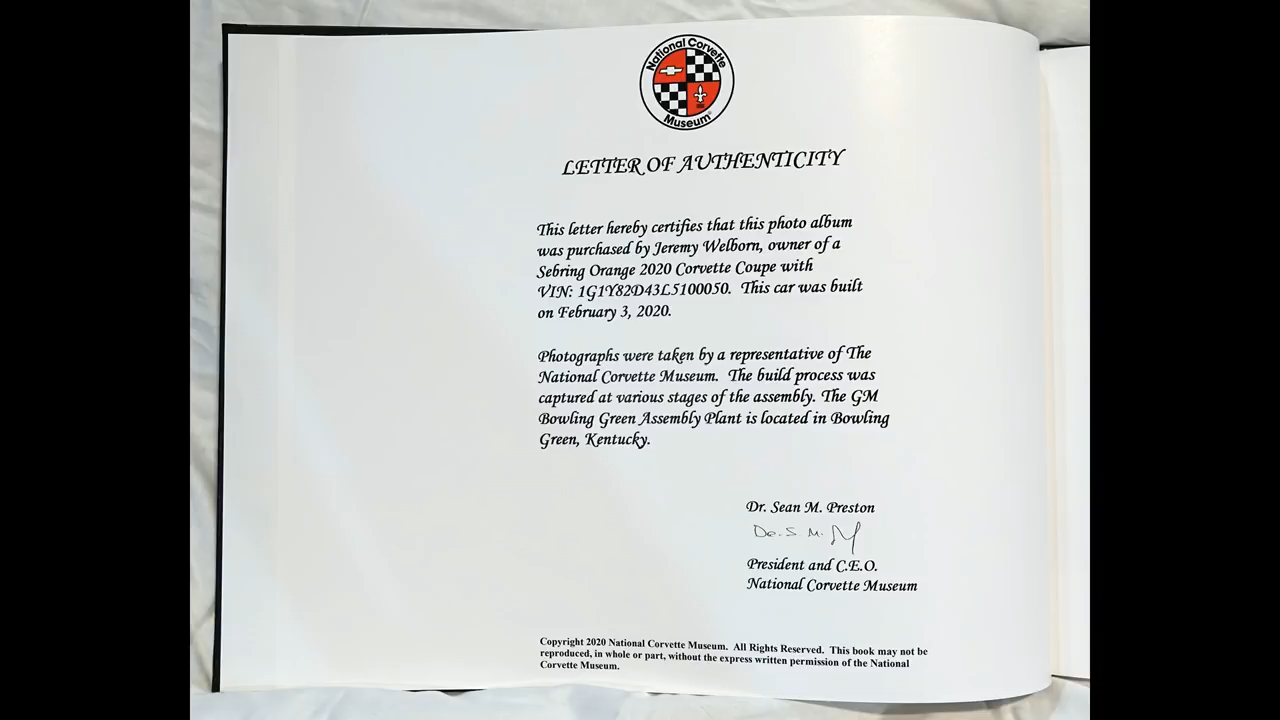 National Corvette
Museum
LETTER OF AUTHENTICITY
This letter hereby certifies that this photo album
was purchased by Jeremy Welborn, owner of a
Sebring Orange 2020 Corvette Coupe with
VIN: 1G1Y82D43L5100050.  This car was built
on February 3, 2020.
Photographs were taken by a representative of The
National Corvette Museum.  The build process was
captured at various stages of the assembly. The GM
Bowling Green Assembly Plant is located in Bowling
Green, Kentucky.
Dr. Sean M. Preston
President and C.E.O.
National Corvette Museum
Copyright 2020 National Corvette Museum.  All Rights Reserved.  This book may not be
reproduced, in whole or part, without the express written permission of the National
Corvette Museum.